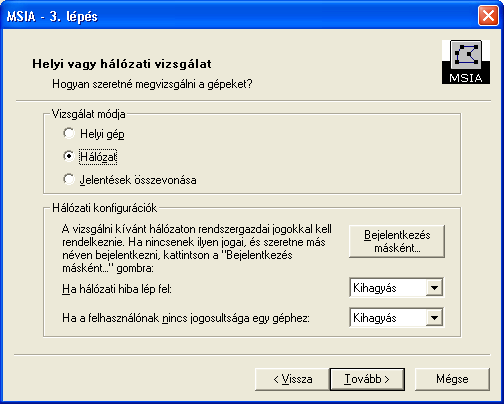 MSIA - 3. lépés
Helyi vagy hálózati vizsgálat
Hogyan szeretné megvizsgálni a gépeket?
MSIA
Vizsgálat módja
Helyi gép
Hálózat
Jelentések összevonása
Hálózati konfigurációk
A vizsgálni kívánt hálózaton rendszergazdai jogokkal kell
rendelkeznie. Ha nincsenek ilyen jogai, és szeretne más
néven bejelentkezni, kattintson a "Bejelentkezés
másként..." gombra:
Bejelentkezés
másként...
Ha hálózati hiba lép fel:
Kihagyás
Ha a felhasználónak nincs jogosultsága egy géphez:
Kihagyás
< Vissza
Tovább >
Mégse